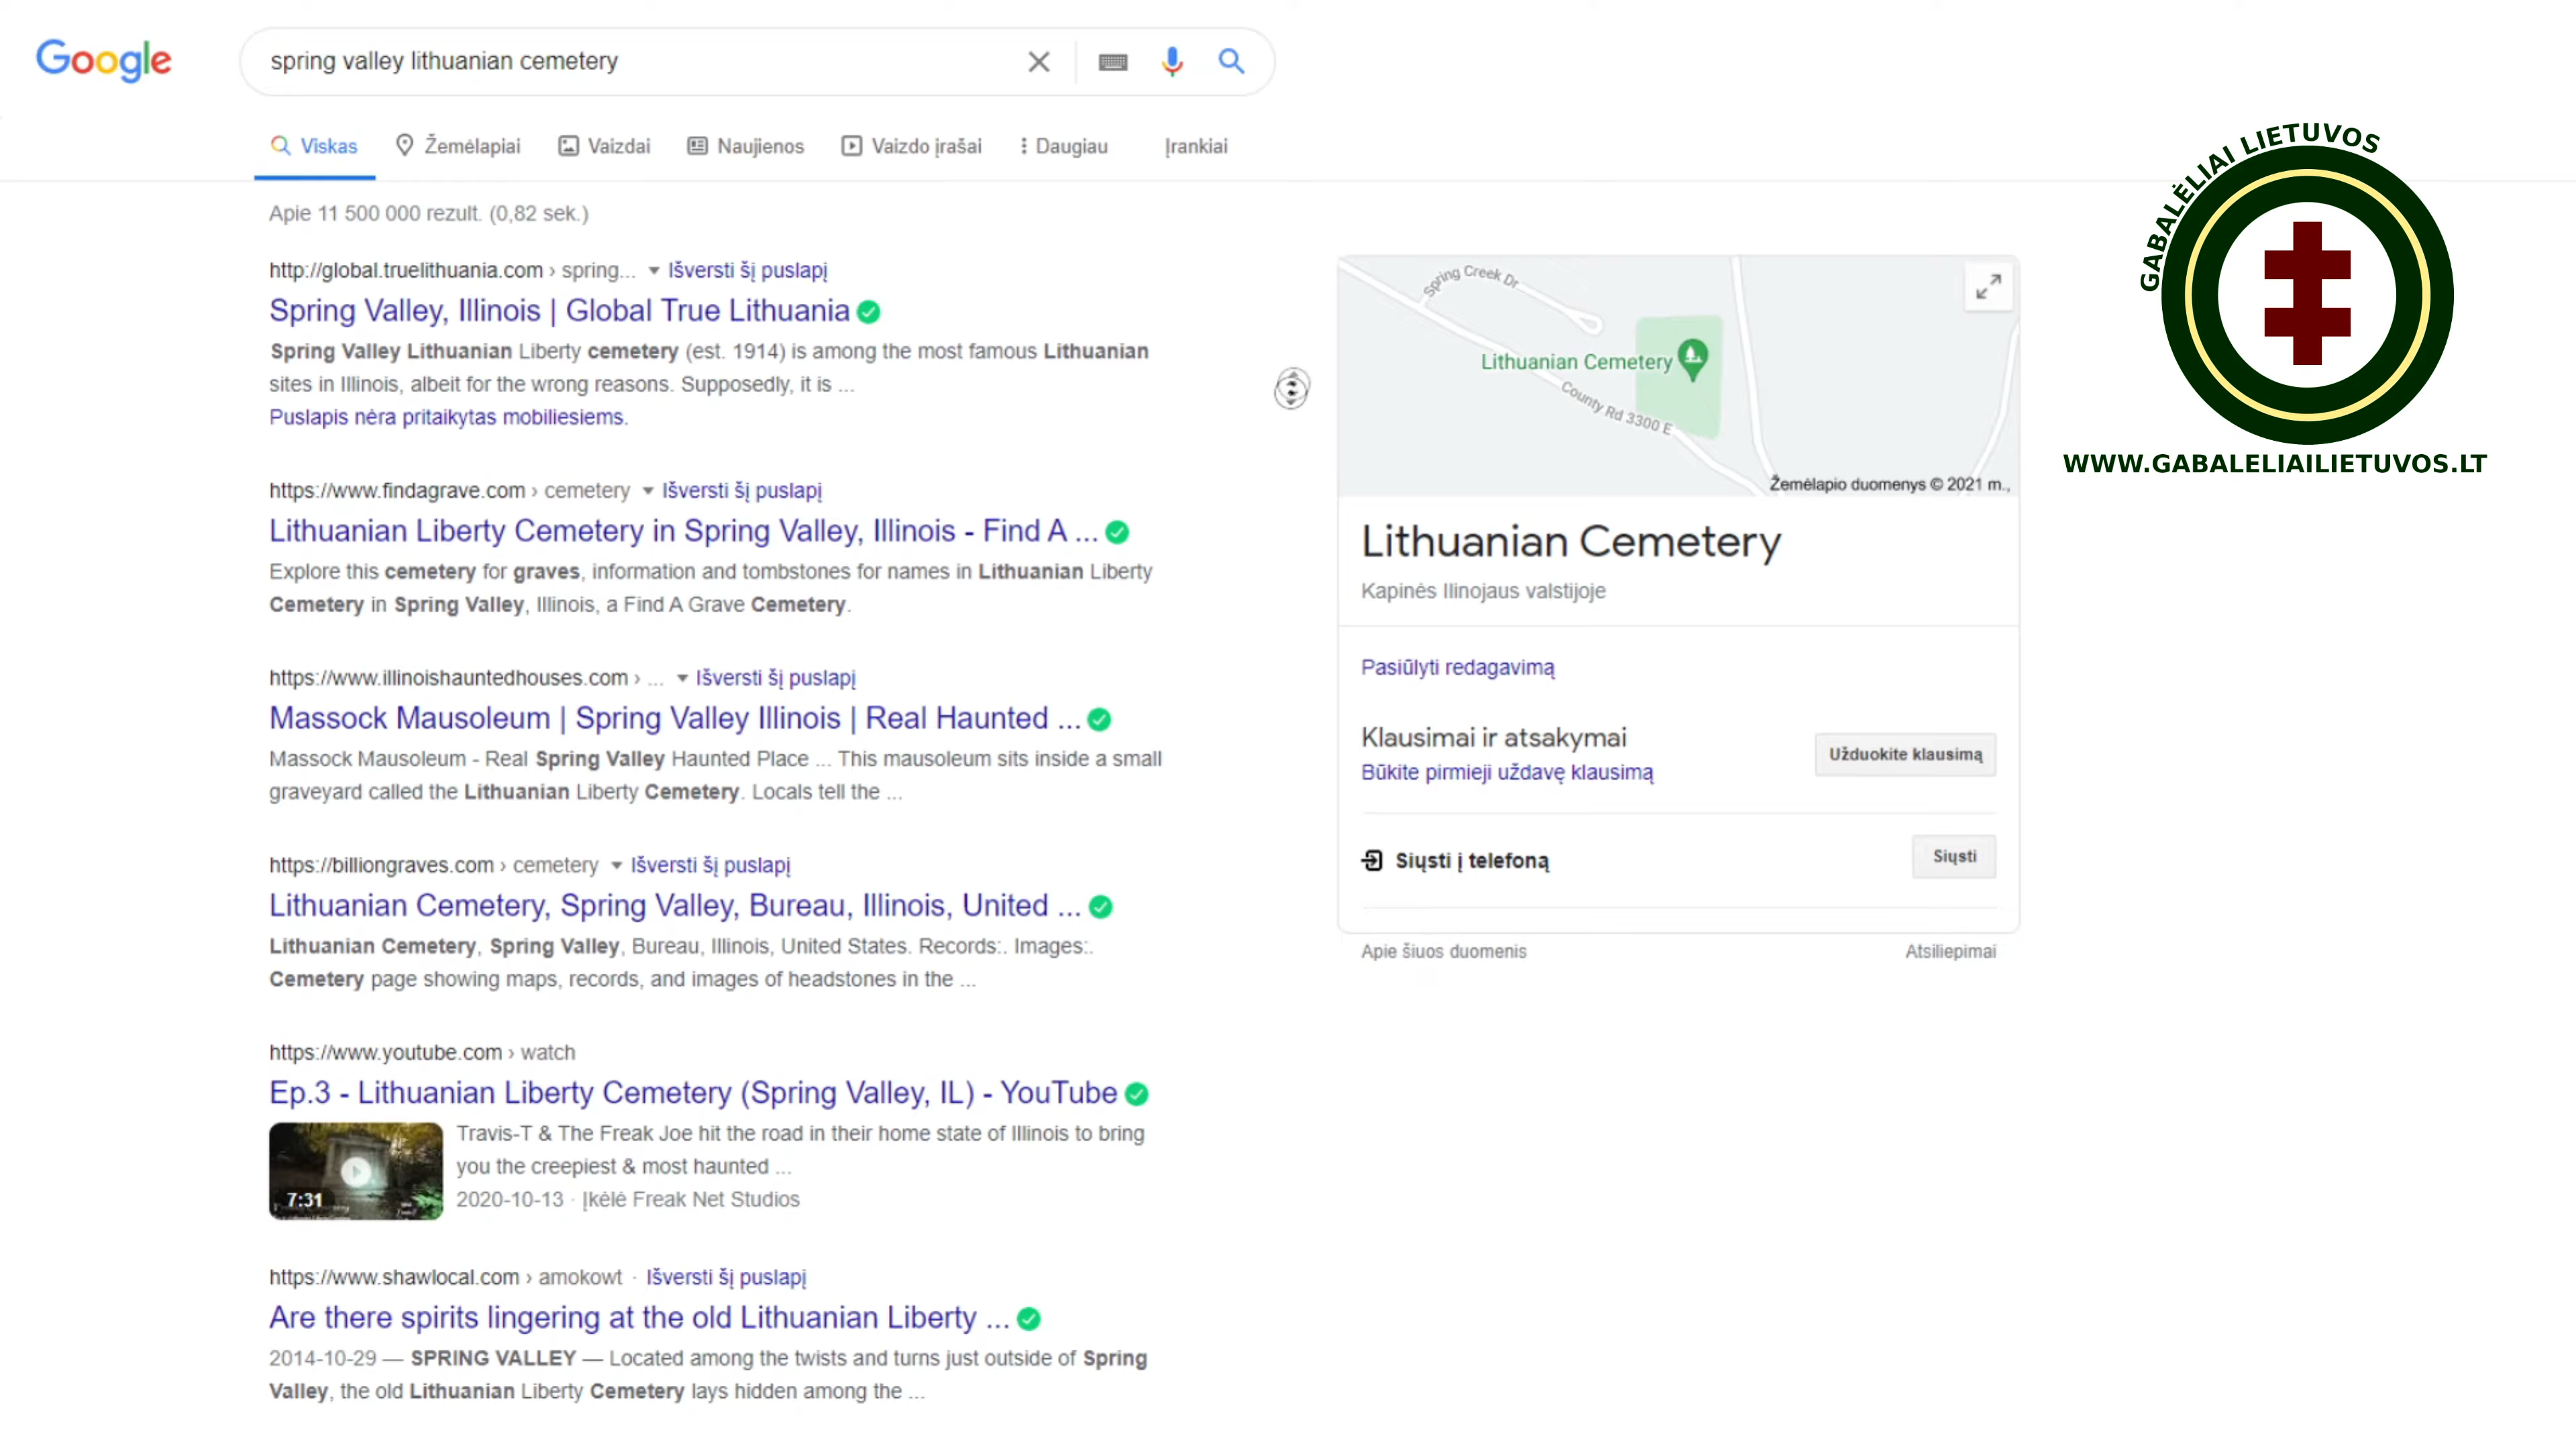 Google
spring valley lithuanian cemetery
Viskas Žemėlapiai Vaizdai Naujienos Vaizdo įrašai Daugiau Įrankiai
Apie 11 500 000 rezult. (0,82 sek.)
http://global.truelithuania.com › spring... Išversti šį puslapį
Spring Valley, Illinois | Global True Lithuania
Spring Valley Lithuanian Liberty cemetery (est. 1914) is among the most famous Lithuanian
sites in Illinois, albeit for the wrong reasons. Supposedly, it is ...
Puslapis nėra pritaikytas mobiliesiems.
https://www.findagrave.com › cemetery Išversti šį puslapį
Lithuanian Liberty Cemetery in Spring Valley, Illinois - Find A ...
Explore this cemetery for graves, information and tombstones for names in Lithuanian Liberty
Cemetery in Spring Valley, Illinois, a Find A Grave Cemetery.
https://www.illinoishauntedhouses.com › ... Išversti šį puslapį
Massock Mausoleum | Spring Valley Illinois | Real Haunted ...
Massock Mausoleum - Real Spring Valley Haunted Place ... This mausoleum sits inside a small
graveyard called the Lithuanian Liberty Cemetery. Locals tell the ...
https://billiongraves.com › cemetery Išversti šį puslapį
Lithuanian Cemetery, Spring Valley, Bureau, Illinois, United ...
Lithuanian Cemetery, Spring Valley, Bureau, Illinois, United States. Records:. Images:.
Cemetery page showing maps, records, and images of headstones in the ...
https://www.youtube.com › watch
Ep.3 - Lithuanian Liberty Cemetery (Spring Valley, IL) - YouTube
Travis-T & The Freak Joe hit the road in their home state of Illinois to bring
you the creepiest & most haunted ...
7:31
2020-10-13 · Įkėlė Freak Net Studios
https://www.shawlocal.com › amokowt · Išversti šį puslapį
Are there spirits lingering at the old Lithuanian Liberty ...
2014-10-29 — SPRING VALLEY — Located among the twists and turns just outside of Spring
Valley, the old Lithuanian Liberty Cemetery lays hidden among the ...
Spring Creek Dr
Lithuanian Cemetery
County Rd 3300 E
Žemėlapio duomenys © 2021 m.,
Lithuanian Cemetery
Kapinės Ilinojaus valstijoje
Pasiūlyti redagavimą
Klausimai ir atsakymai
Būkite pirmieji uždavę klausimą
Užduokite klausimą
Siųsti į telefoną
Siųsti
Apie šiuos duomenis Atsiliepimai
GABALĖLIAI LIETUVOS
WWW.GABALELIAILIETUVOS.LT